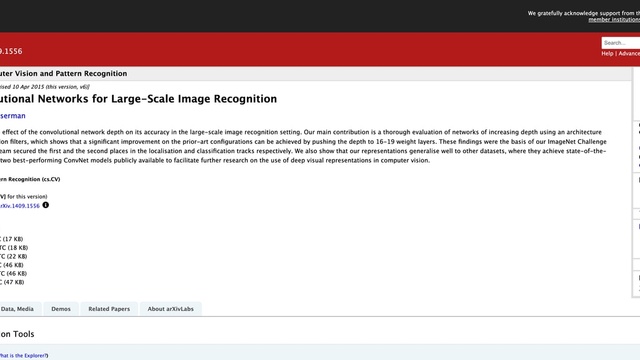 We gratefully acknowledge support from th
member institutions
9.1556
Search...
Help | Advance
uter Vision and Pattern Recognition
ised 10 Apr 2015 (this version, v6)]
utional Networks for Large-Scale Image Recognition
sserman
effect of the convolutional network depth on its accuracy in the large-scale image recognition setting. Our main contribution is a thorough evaluation of networks of increasing depth using an architecture
ion filters, which shows that a significant improvement on the prior-art configurations can be achieved by pushing the depth to 16-19 weight layers. These findings were the basis of our ImageNet Challenge
eam secured the first and the second places in the localisation and classification tracks respectively. We also show that our representations generalise well to other datasets, where they achieve state-of-the-
two best-performing ConvNet models publicly available to facilitate further research on the use of deep visual representations in computer vision.
rn Recognition (cs.CV)
V] for this version)
arXiv.1409.1556
C (17 KB)
TC (18 KB)
TC (22 KB)
C (46 KB)
TC (46 KB)
C (47 KB)
Data, Media
Demos
Related Papers
About arXivLabs
on Tools
hat is the Explorer?)